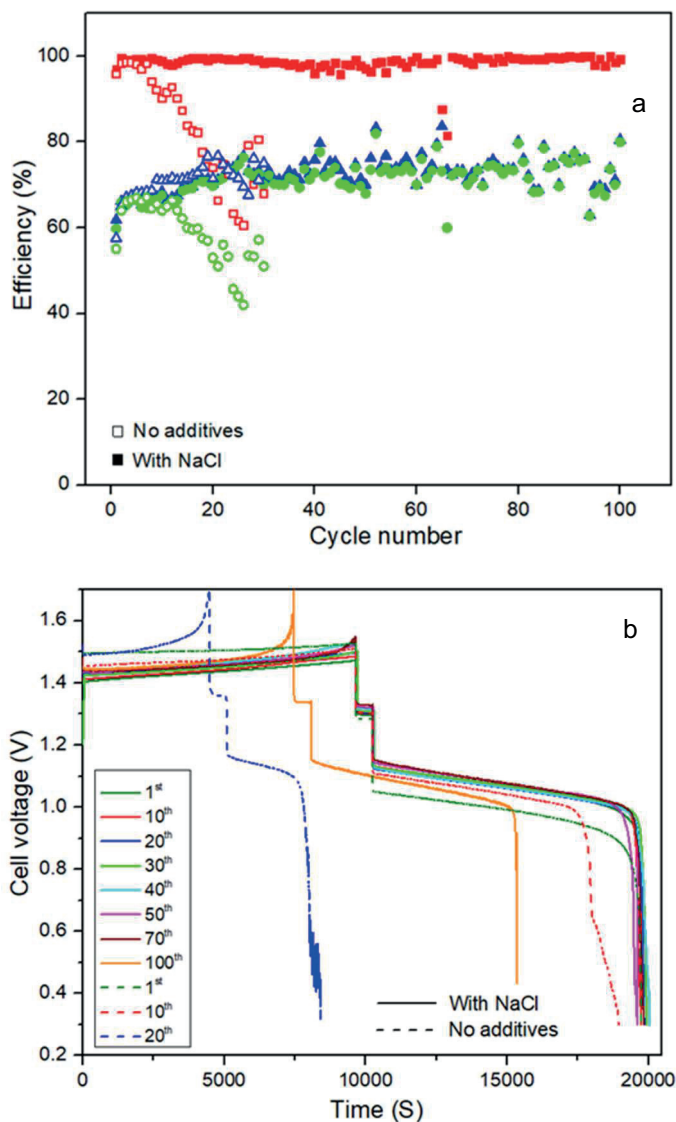 a
100
80
60
40
20
0
Efficiency (%)
No additives
With NaCl
0 20 40 60 80 100
Cycle number
b
1.6
1.4
1.2
1.0
0.8
0.6
0.4
0.2
Cell voltage (V)
1st
10th
20th
30th
40th
50th
70th
100th
1st
10th
20th
With NaCl
No additives
0 5000 10000 15000 20000
Time (S)